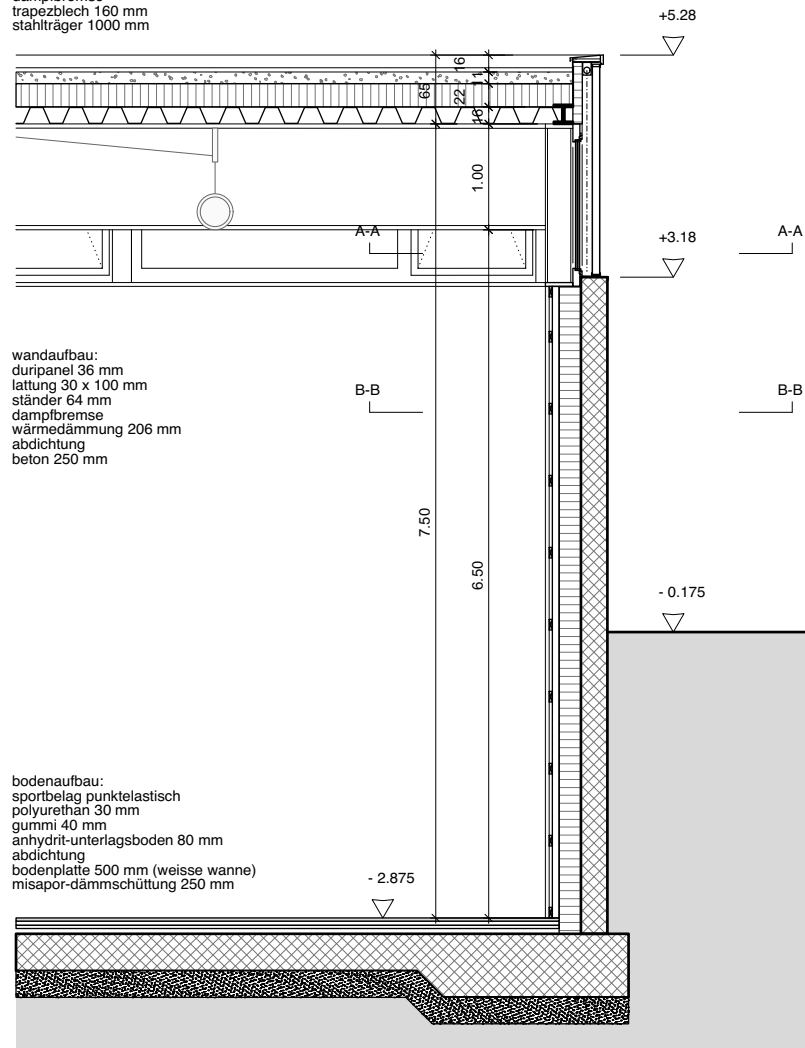 trapezblech 160 mm
stahlträger 1000 mm
+5.28
16
11
65
22
16
1.00
A-A
+3.18
A-A
wandaufbau:
duripanel 36 mm
lattung 30 x 100 mm
ständer 64 mm
dampfbremse
wärmedämmung 206 mm
abdichtung
beton 250 mm
B-B
B-B
7.50
6.50
- 0.175
bodenaufbau:
sportbelag punktelastisch
polyurethan 30 mm
gummi 40 mm
anhydrit-unterlagsboden 80 mm
abdichtung
bodenplatte 500 mm (weisse wanne)
misapor-dämmschüttung 250 mm
- 2.875